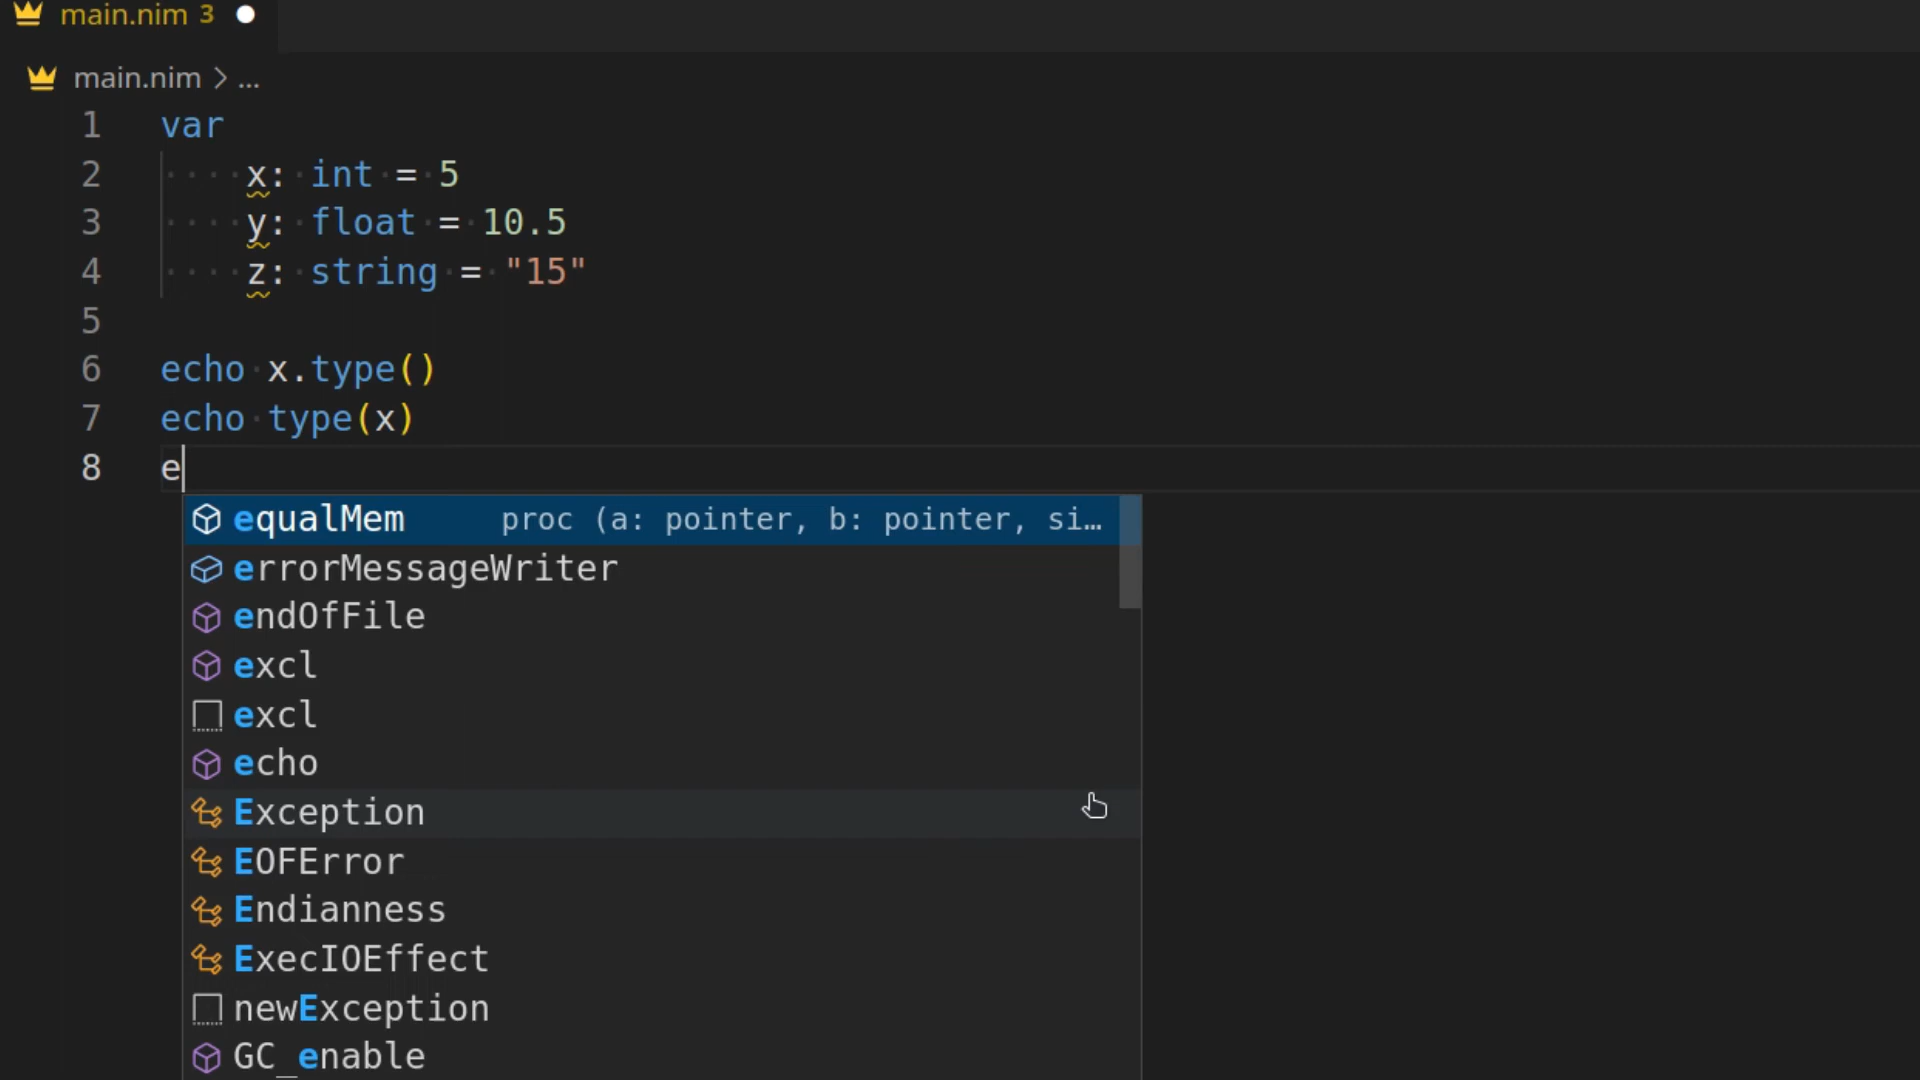 main.nim 3
main.nim > ...
1 var
2     x: int = 5
3     y: float = 10.5
4     z: string = "15"
5
6 echo x.type()
7 echo type(x)
8 e
equalMem proc (a: pointer, b: pointer, si…
errorMessageWriter
endOfFile
excl
excl
echo
Exception
EOFError
Endianness
ExecIOEffect
newException
GC_enable